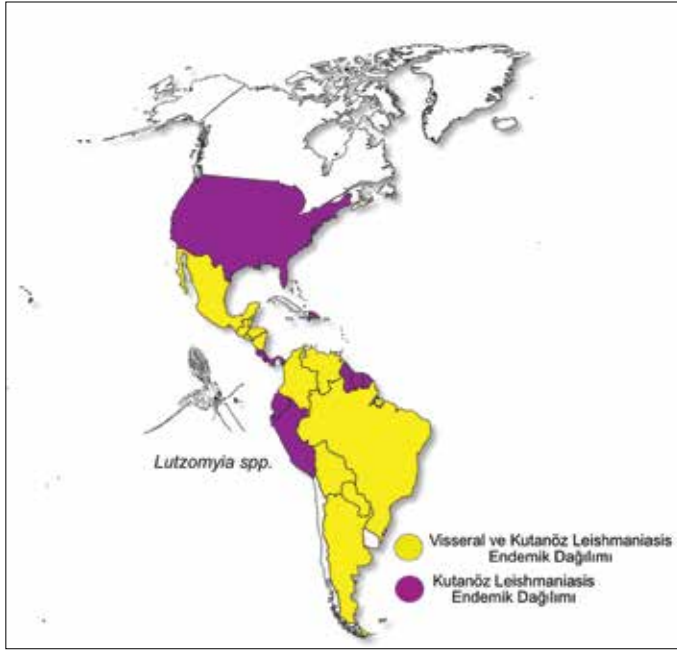 Lutzomyia spp.
Visseral ve Kutanöz Leishmaniasis
Endemik Dağılımı
Kutanöz Leishmaniasis
Endemik Dağılımı